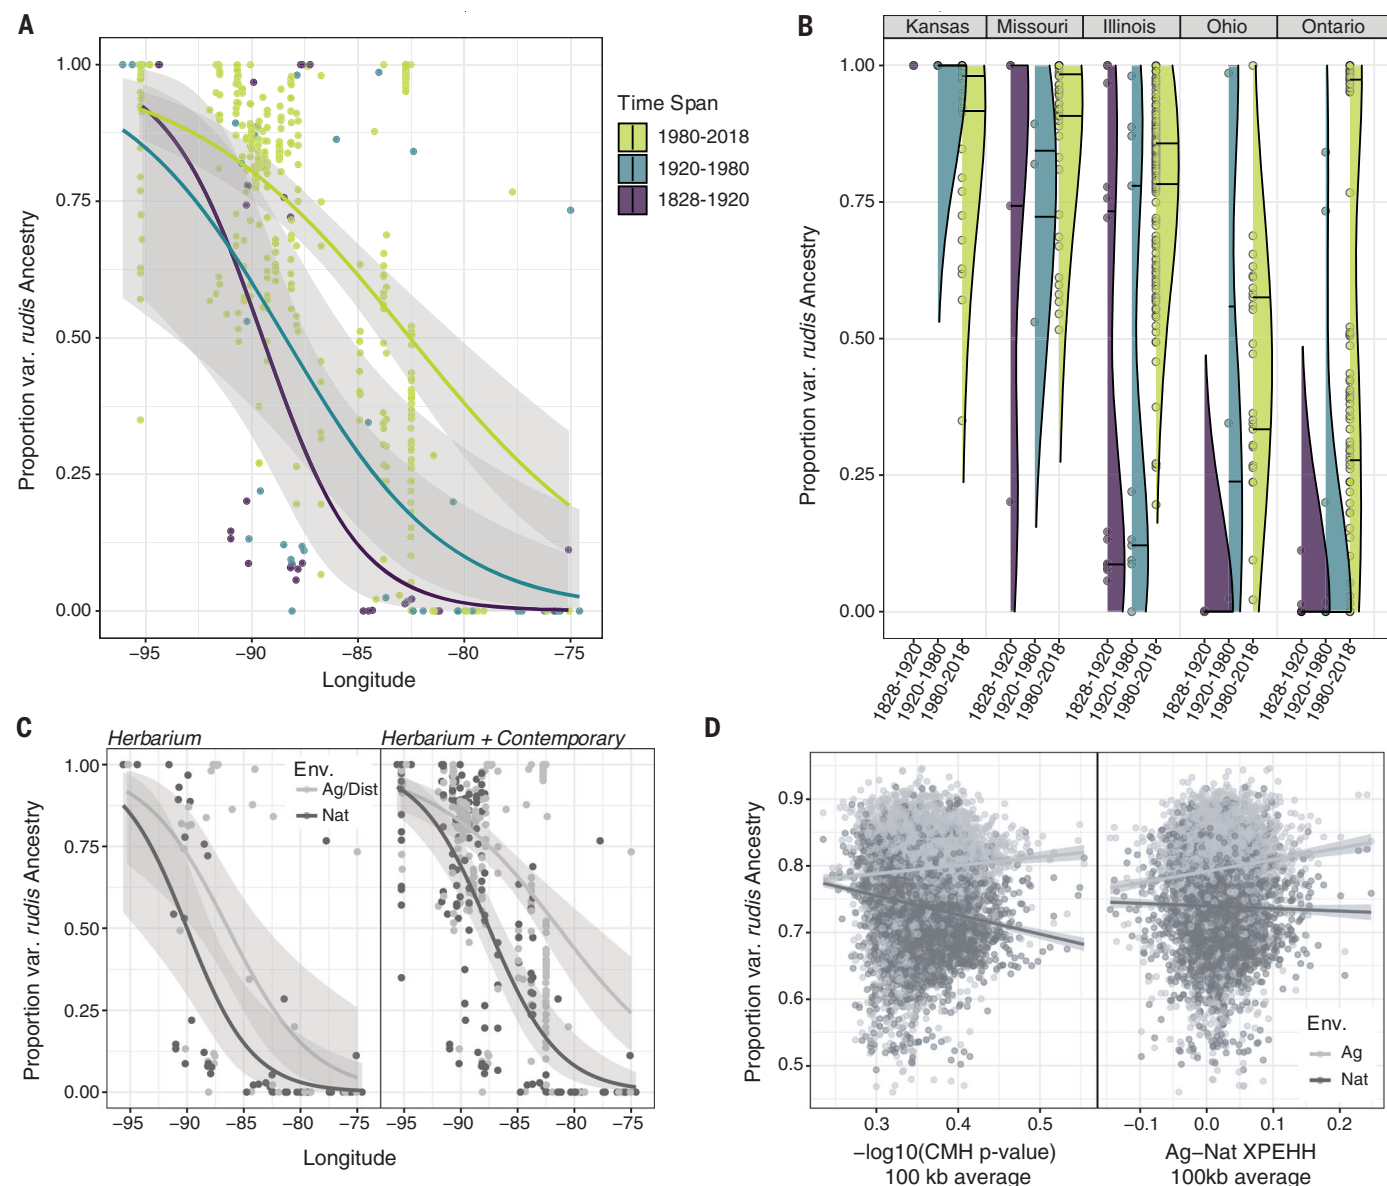 A
1.00
0.75
0.50
0.25
0.00
Proportion var. rudis Ancestry
−95
−90
−85
−80
−75
Longitude
Time Span
1980-2018
1920-1980
1828-1920
B
Kansas
Missouri
Illinois
Ohio
Ontario
1.00
0.75
0.50
0.25
0.00
Proportion var. rudis Ancestry
1828-1920
1920-1980
1980-2018
1828-1920
1920-1980
1980-2018
1828-1920
1920-1980
1980-2018
1828-1920
1920-1980
1980-2018
1828-1920
1920-1980
1980-2018
C
Herbarium
Herbarium + Contemporary
Env.
Ag/Dist
Nat
1.00
0.75
0.50
0.25
0.00
Proportion var. rudis Ancestry
−95
−90
−85
−80
−75
−95
−90
−85
−80
−75
Longitude
D
0.9
0.8
0.7
0.6
0.5
Proportion var. rudis Ancestry
Env.
Ag
Nat
0.3
0.4
0.5
−0.1
0.0
0.1
0.2
−log10(CMH p-value)
100 kb average
Ag−Nat XPEHH
100kb average